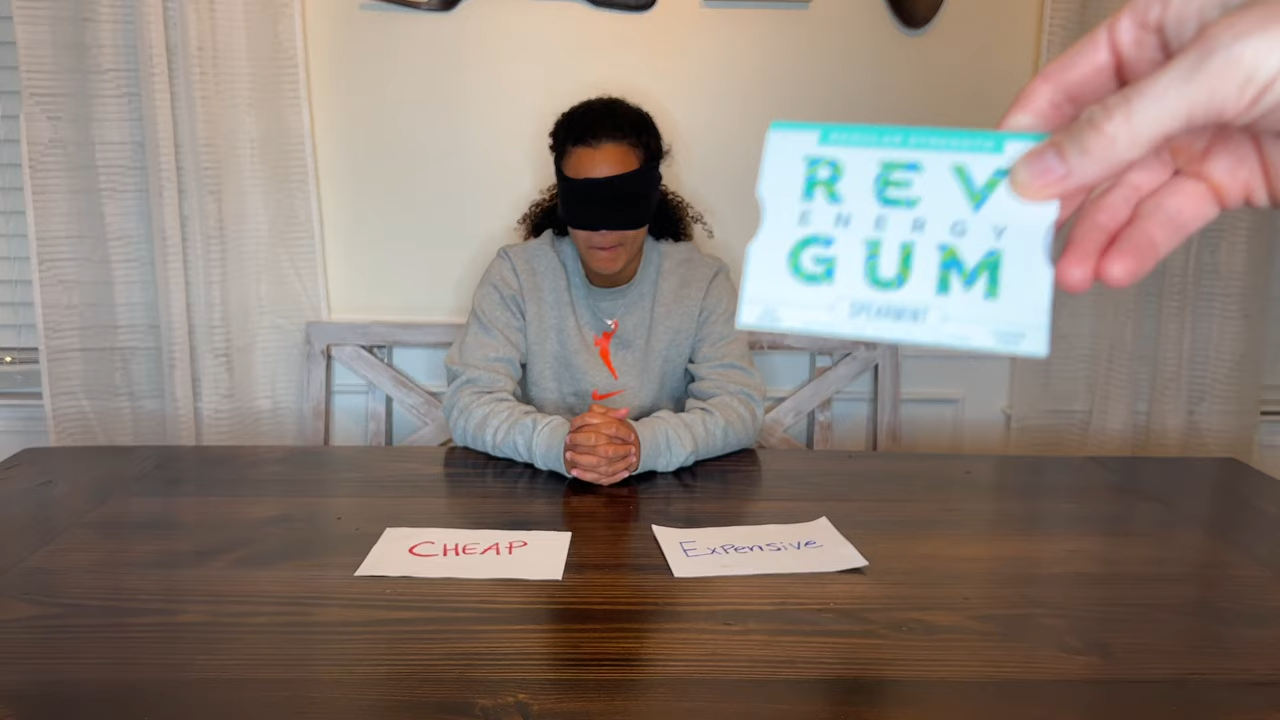 REGULAR STRENGTH
REV
ENERGY
GUM
SPEARMINT
CHEAP
Expensive